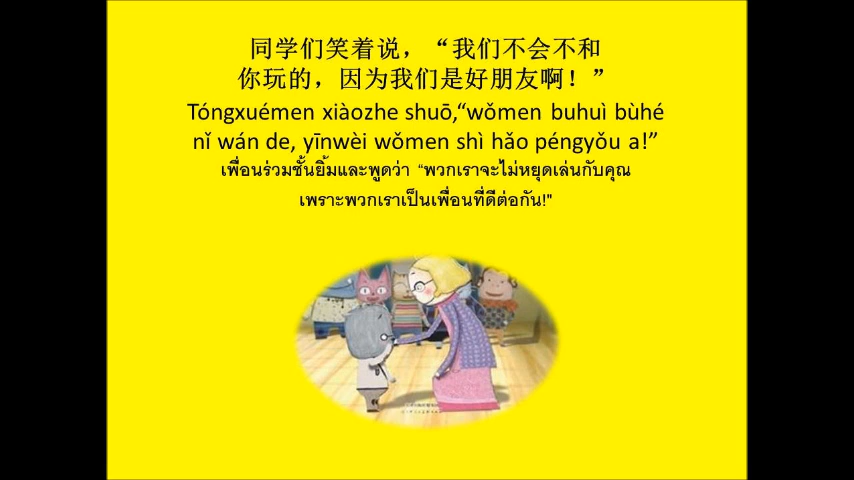 同学们笑着说，“我们不会不和
你玩的，因为我们是好朋友啊！”
Tóngxuémen xiàozhe shuō,“wǒmen buhuì bùhé
nǐ wán de, yīnwèi wǒmen shì hǎo péngyǒu a!”
เพื่อนร่วมชั้นยิ้มและพูดว่า “พวกเราจะไม่หยุดเล่นกับคุณ
เพราะพวกเราเป็นเพื่อนที่ดีต่อกัน!"